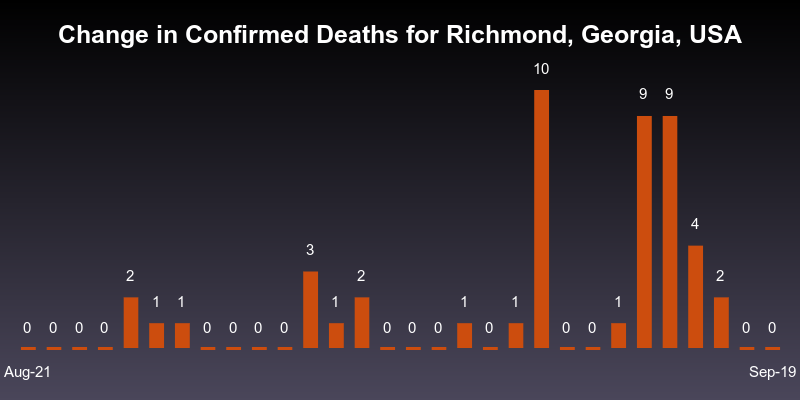 Change in Confirmed Deaths for Richmond, Georgia, USA
10
9 9
4
3
2 2 2
1 1 1 1 1 1
0 0 0 0 0 0 0 0 0 0 0 0 0 0 0 0
Aug-21 Sep-19